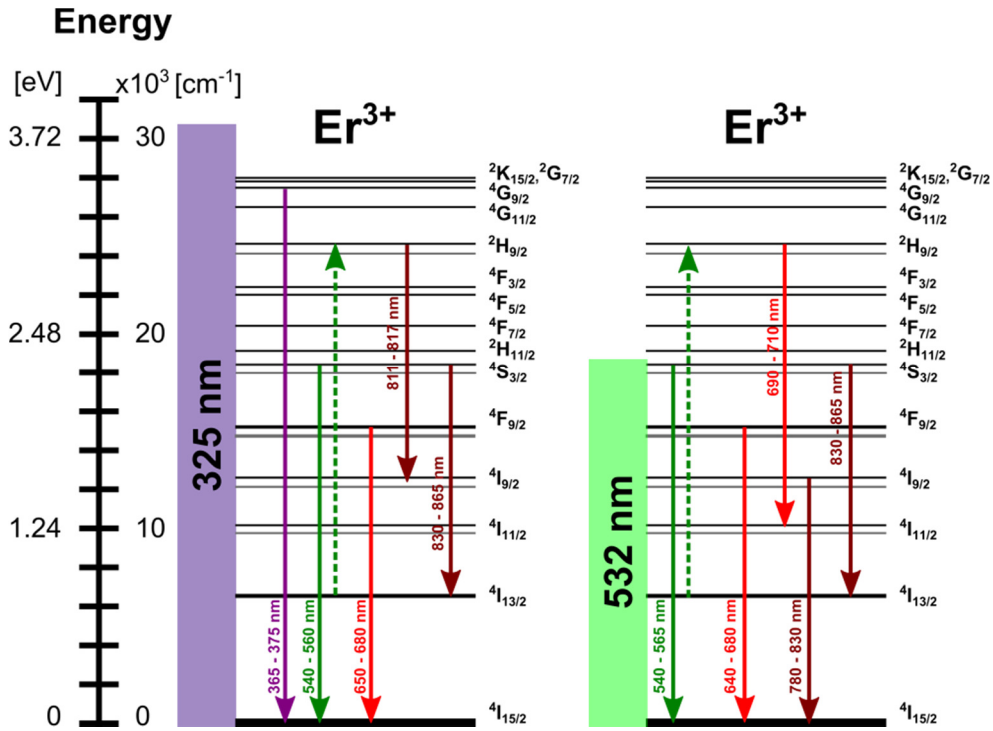 Energy
[eV] x10³ [cm⁻¹]
3.72 30
2.48 20
1.24 10
0 0
325 nm
Er³⁺
²K₁₅/₂,²G₇/₂
⁴G₉/₂
⁴G₁₁/₂
²H₉/₂
⁴F₃/₂
⁴F₅/₂
⁴F₇/₂
²H₁₁/₂
⁴S₃/₂
⁴F₉/₂
⁴I₉/₂
⁴I₁₁/₂
⁴I₁₃/₂
⁴I₁₅/₂
365 - 375 nm
540 - 560 nm
650 - 680 nm
811 - 817 nm
830 - 865 nm
532 nm
Er³⁺
²K₁₅/₂,²G₇/₂
⁴G₉/₂
⁴G₁₁/₂
²H₉/₂
⁴F₃/₂
⁴F₅/₂
⁴F₇/₂
²H₁₁/₂
⁴S₃/₂
⁴F₉/₂
⁴I₉/₂
⁴I₁₁/₂
⁴I₁₃/₂
⁴I₁₅/₂
540 - 565 nm
640 - 680 nm
690 - 710 nm
780 - 830 nm
830 - 865 nm